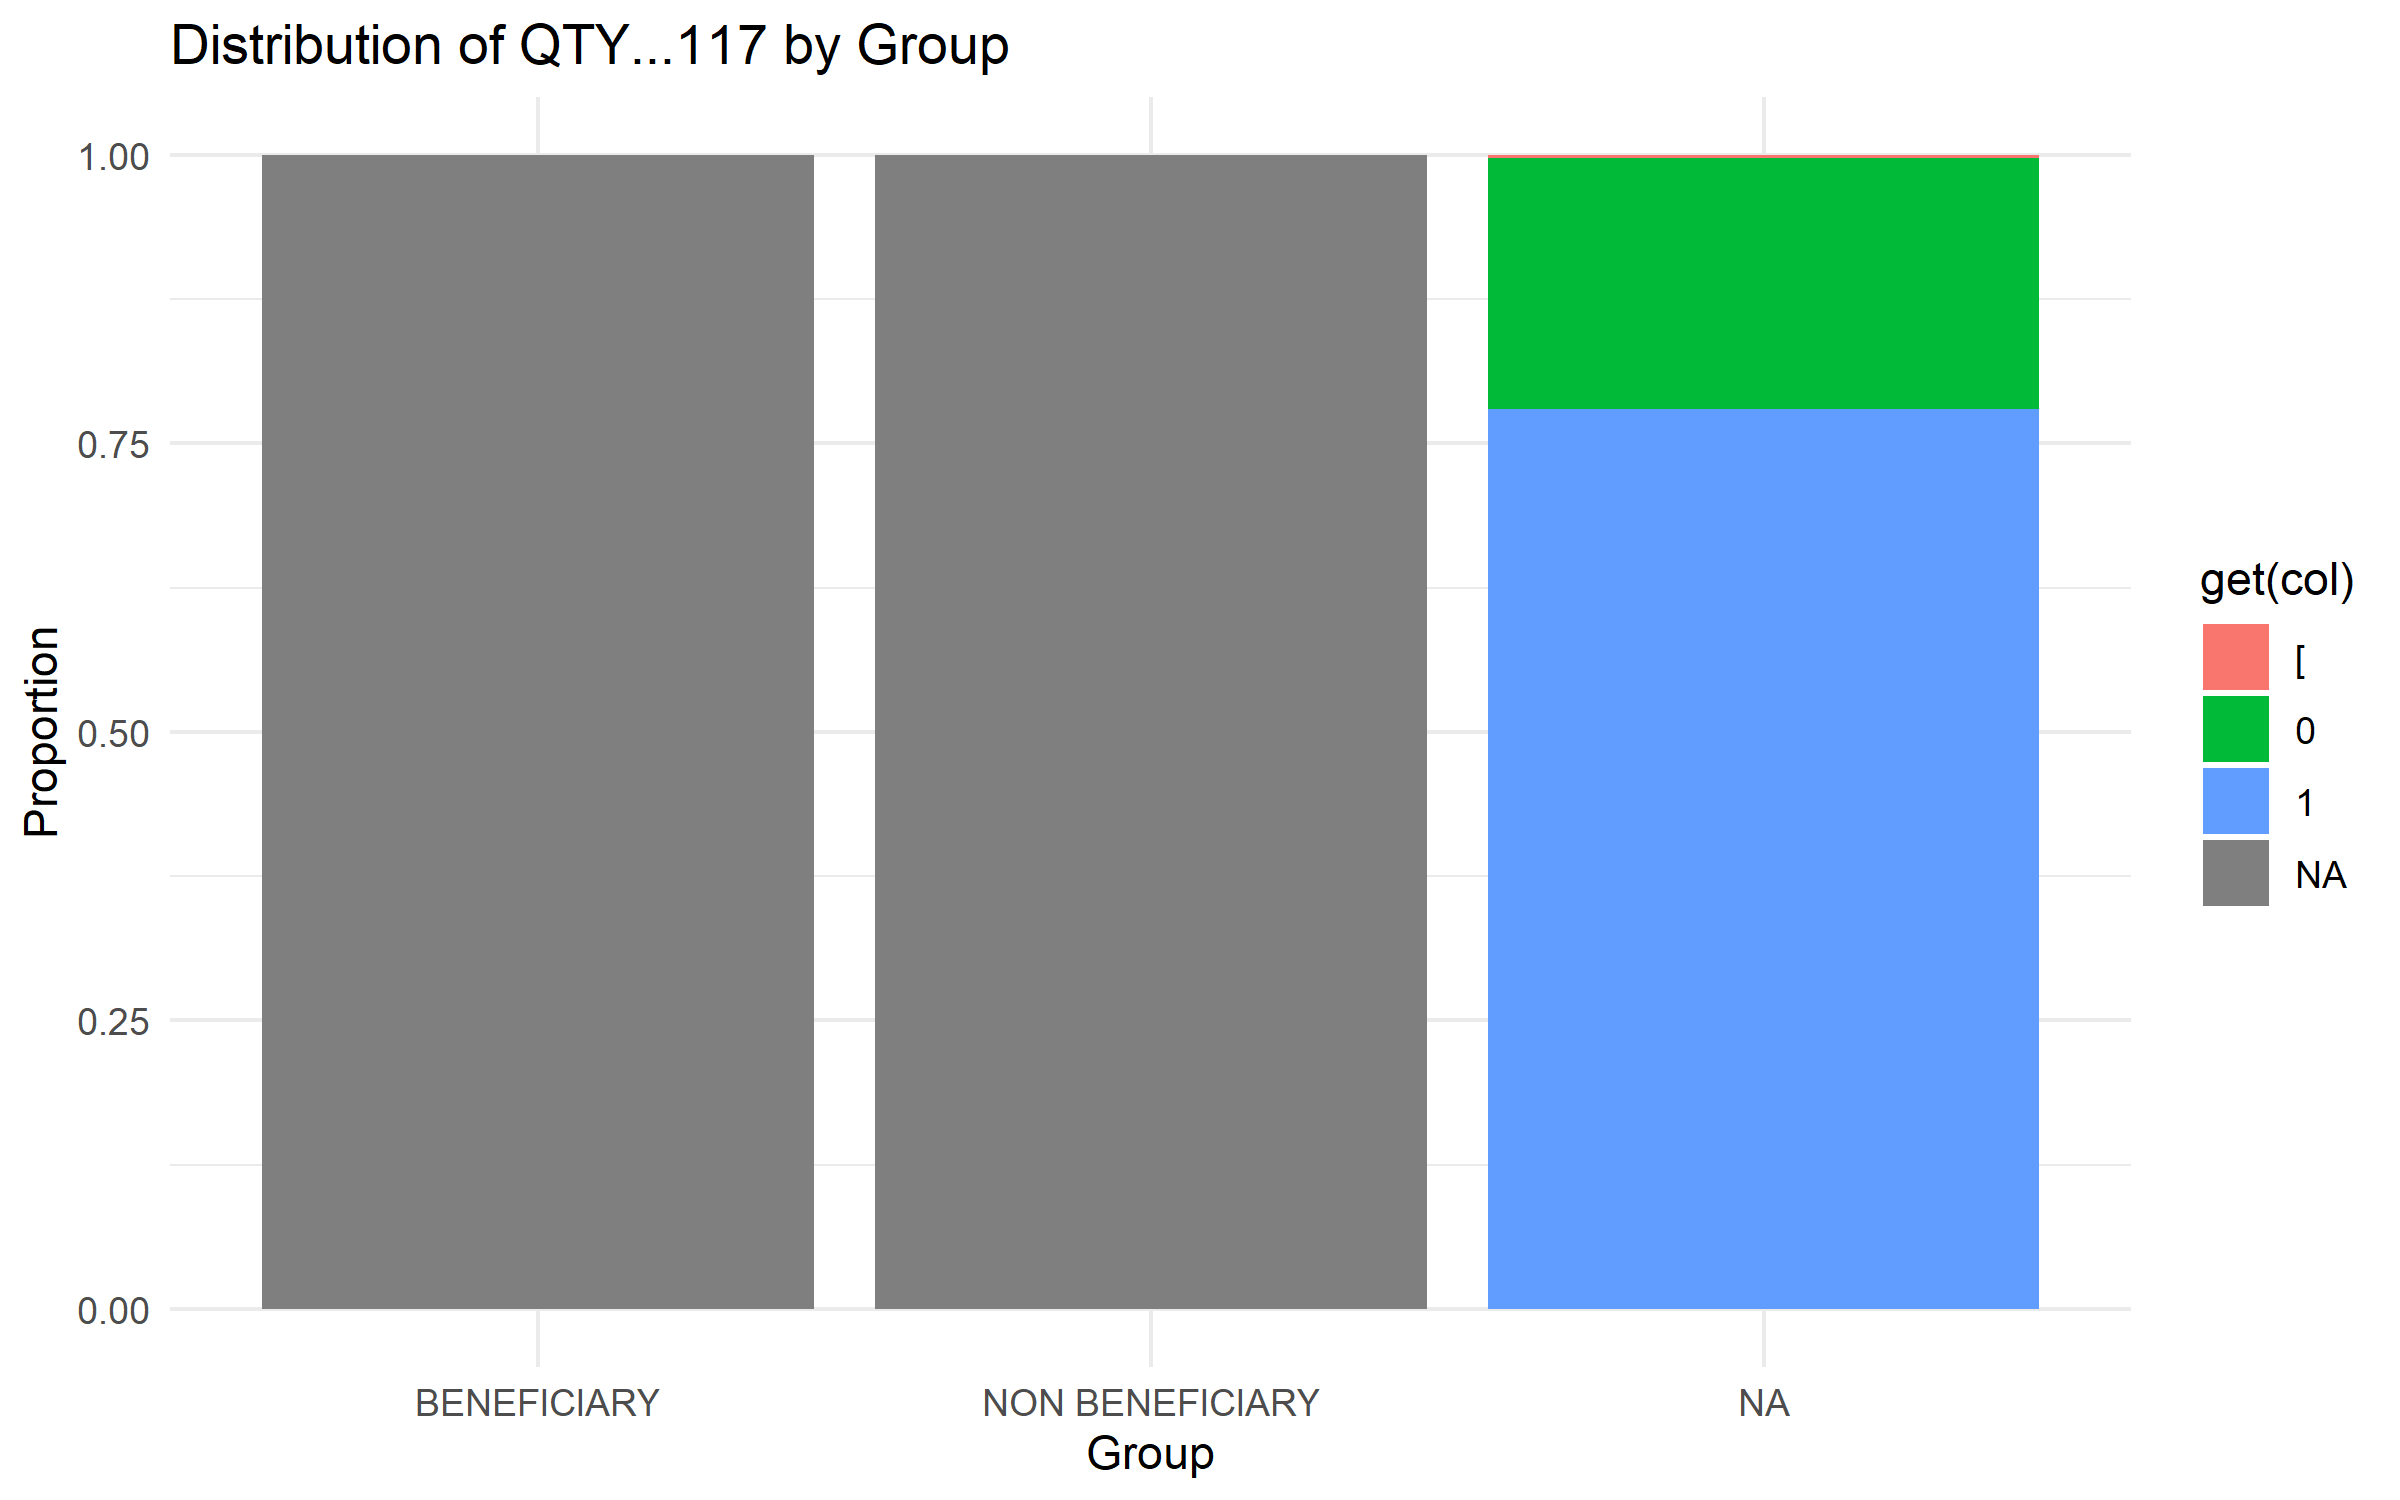 Distribution of QTY...117 by Group
1.00
0.75
0.50
0.25
0.00
Proportion
BENEFICIARY
NON BENEFICIARY
NA
Group
get(col)
[
0
1
NA